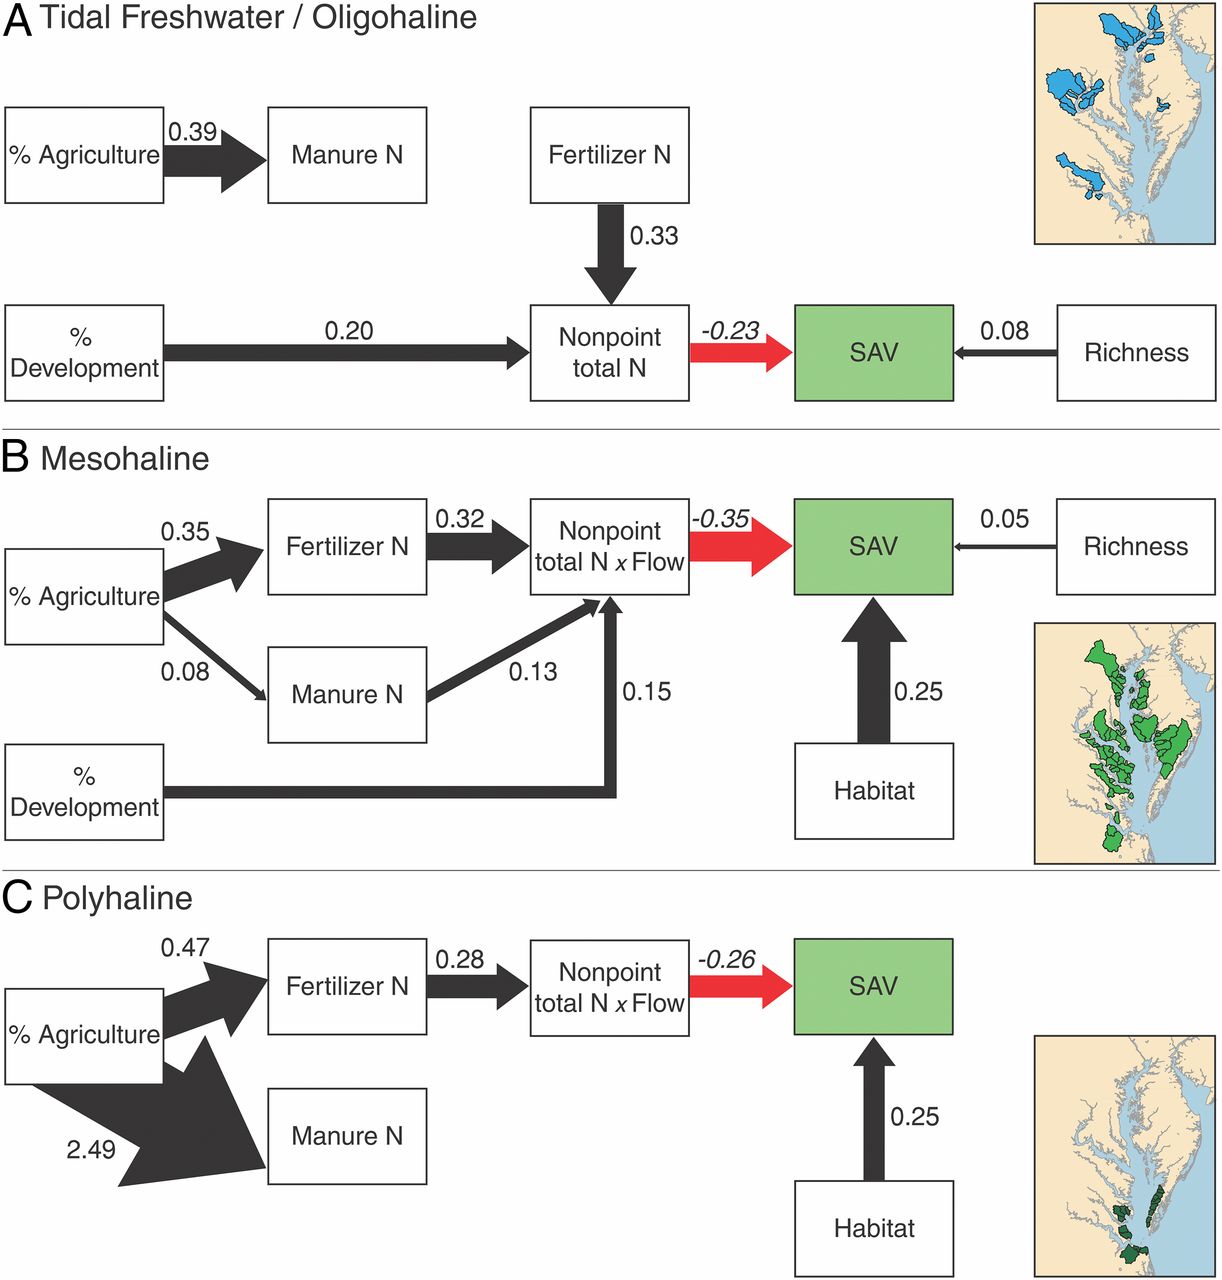 A Tidal Freshwater / Oligohaline
0.39
% Agriculture
Manure N
Fertilizer N
0.33
%
Development
0.20
Nonpoint
total N
-0.23
SAV
0.08
Richness
B Mesohaline
0.35
% Agriculture
Fertilizer N
0.32
Nonpoint
total N x Flow
-0.35
SAV
0.05
Richness
0.08
Manure N
0.13
0.15
0.25
%
Development
Habitat
C Polyhaline
0.47
% Agriculture
Fertilizer N
0.28
Nonpoint
total N x Flow
-0.26
SAV
2.49
Manure N
0.25
Habitat